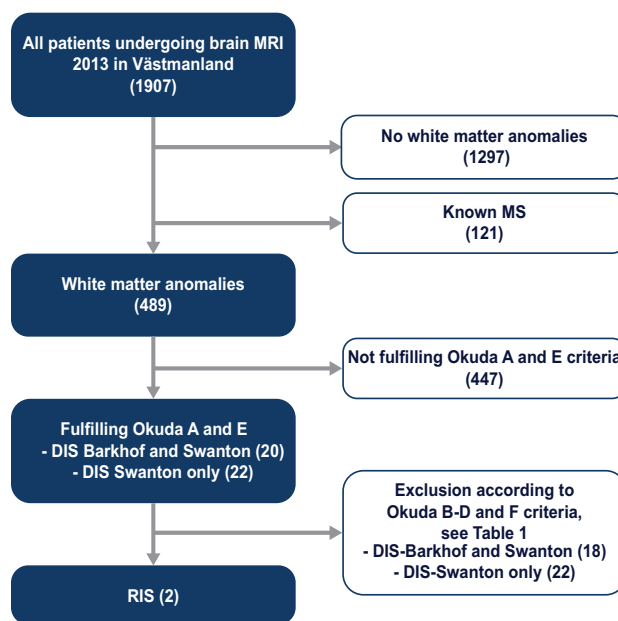 All patients undergoing brain MRI
2013 in Västmanland
(1907)
No white matter anomalies
(1297)
Known MS
(121)
White matter anomalies
(489)
Not fulfilling Okuda A and E criteria
(447)
Fulfilling Okuda A and E
- DIS Barkhof and Swanton (20)
- DIS Swanton only (22)
Exclusion according to
Okuda B-D and F criteria,
see Table 1
- DIS-Barkhof and Swanton (18)
- DIS-Swanton only (22)
RIS (2)